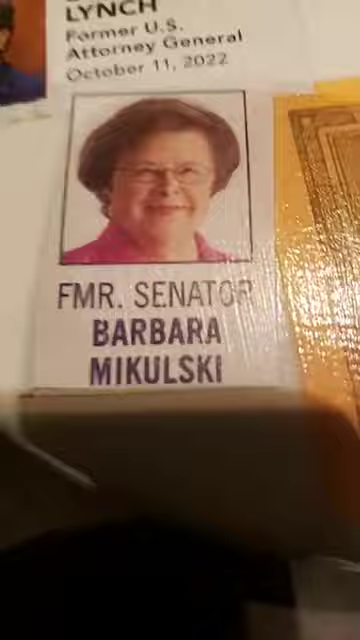 LYNCH
Former U.S.
Attorney General
October 11, 2022
FMR. SENATOR
BARBARA
MIKULSKI